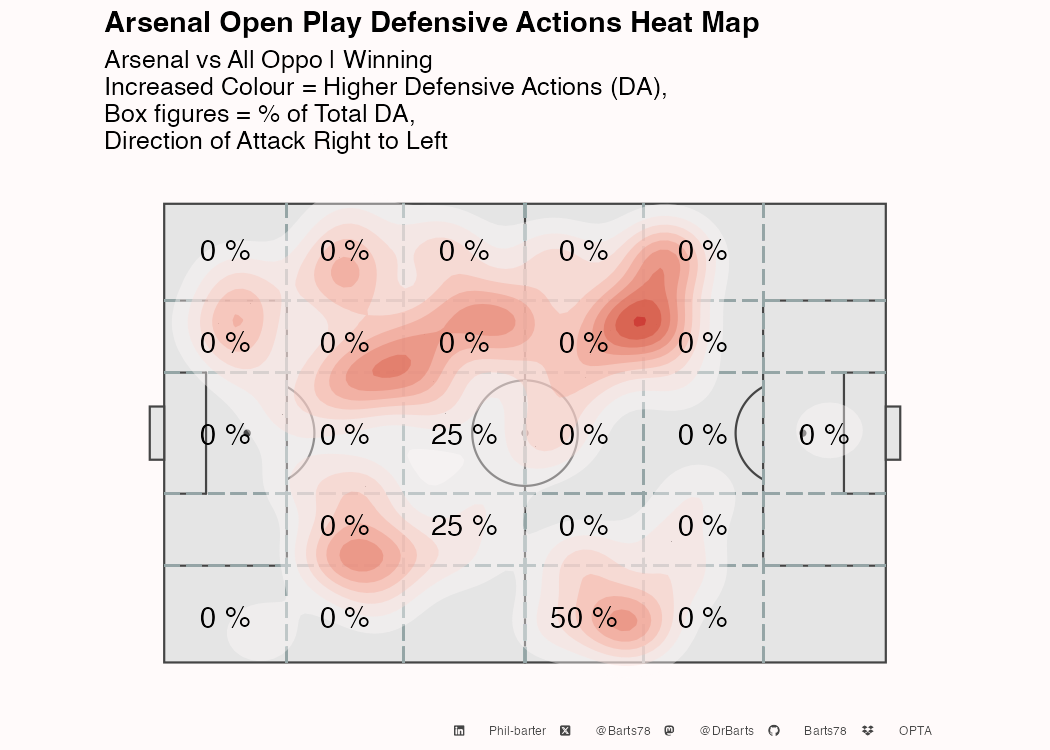 Arsenal Open Play Defensive Actions Heat Map
Arsenal vs All Oppo | Winning
Increased Colour = Higher Defensive Actions (DA),
Box figures = % of Total DA,
Direction of Attack Right to Left
0 % 0 % 0 % 0 % 0 %
0 % 0 % 0 % 0 % 0 %
0 % 0 % 25 % 0 % 0 % 0 %
0 % 25 % 0 % 0 %
0 % 0 % 50 % 0 %
Phil-barter @Barts78 @DrBarts Barts78 OPTA